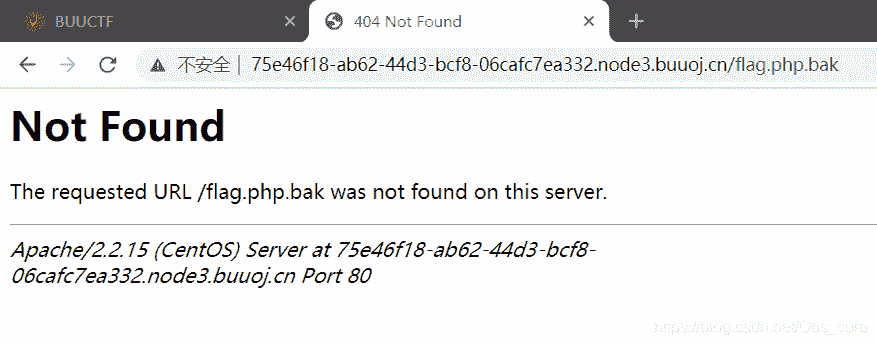 BUUCTF
404 Not Found
不安全 | 75e46f18-ab62-44d3-bcf8-06cafc7ea332.node3.buuoj.cn/flag.php.bak
Not Found
The requested URL /flag.php.bak was not found on this server.
Apache/2.2.15 (CentOS) Server at 75e46f18-ab62-44d3-bcf8-
06cafc7ea332.node3.buuoj.cn Port 80
https://blog.csdn.net/Obs_cure